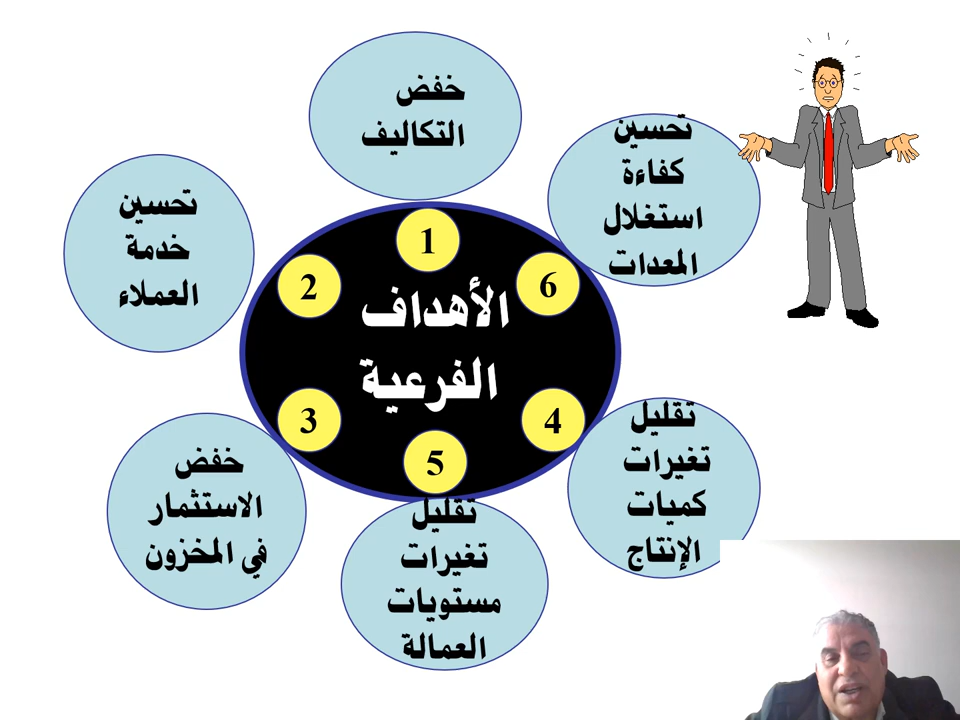 الأهداف
الفرعية
1
خفض
التكاليف
2
تحسين
خدمة
العملاء
3
خفض
الاستثمار
في المخزون
4
تقليل
تغيرات
كميات
الإنتاج
5
تقليل
تغيرات
مستويات
العمالة
6
تحسين
كفاءة
استغلال
المعدات